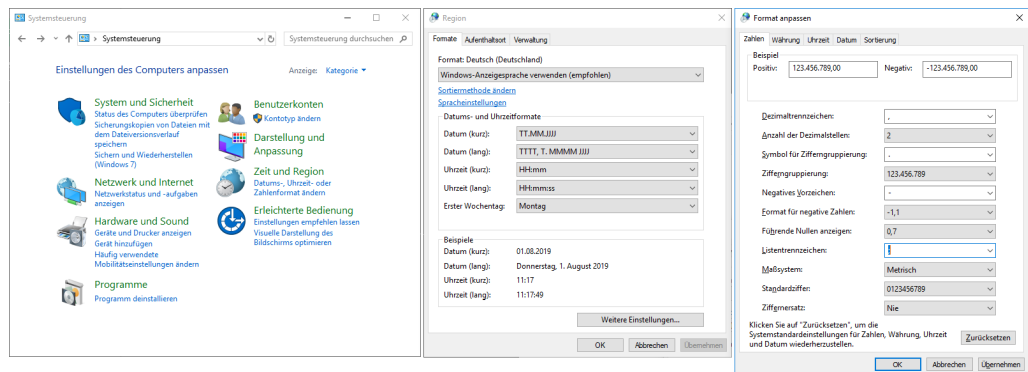 Systemsteuerung
Systemsteuerung
Systemsteuerung durchsuchen
Einstellungen des Computers anpassen
Anzeige: Kategorie
System und Sicherheit
Status des Computers überprüfen
Sicherungskopien von Dateien mit
dem Dateiversionsverlauf
speichern
Sichern und Wiederherstellen
(Windows 7)
Netzwerk und Internet
Netzwerkstatus und -aufgaben
anzeigen
Hardware und Sound
Geräte und Drucker anzeigen
Gerät hinzufügen
Häufig verwendete
Mobilitätseinstellungen ändern
Programme
Programm deinstallieren
Benutzerkonten
Kontotyp ändern
Darstellung und
Anpassung
Zeit und Region
Datums-, Uhrzeit- oder
Zahlenformat ändern
Erleichterte Bedienung
Einstellungen empfehlen lassen
Visuelle Darstellung des
Bildschirms optimieren
Region
Formate Aufenthaltsort Verwaltung
Format: Deutsch (Deutschland)
Windows-Anzeigesprache verwenden (empfohlen)
Sortiermethode ändern
Spracheinstellungen
Datums- und Uhrzeitformate
Datum (kurz): TT.MM.JJJJ
Datum (lang): TTTT, T. MMMM JJJJ
Uhrzeit (kurz): HH:mm
Uhrzeit (lang): HH:mm:ss
Erster Wochentag: Montag
Beispiele
Datum (kurz): 01.08.2019
Datum (lang): Donnerstag, 1. August 2019
Uhrzeit (kurz): 11:17
Uhrzeit (lang): 11:17:49
Weitere Einstellungen...
OK Abbrechen Übernehmen
Format anpassen
Zahlen Währung Uhrzeit Datum Sortierung
Beispiel
Positiv: 123.456.789,00 Negativ: -123.456.789,00
Dezimaltrennzeichen: ,
Anzahl der Dezimalstellen: 2
Symbol für Zifferngruppierung: .
Zifferngruppierung: 123.456.789
Negatives Vorzeichen: -
Format für negative Zahlen: -1,1
Führende Nullen anzeigen: 0,7
Listentrennzeichen:
Maßsystem: Metrisch
Standardziffer: 0123456789
Ziffernersatz: Nie
Klicken Sie auf "Zurücksetzen", um die
Systemstandardeinstellungen für Zahlen, Währung, Uhrzeit
und Datum wiederherzustellen.
Zurücksetzen
OK Abbrechen Übernehmen